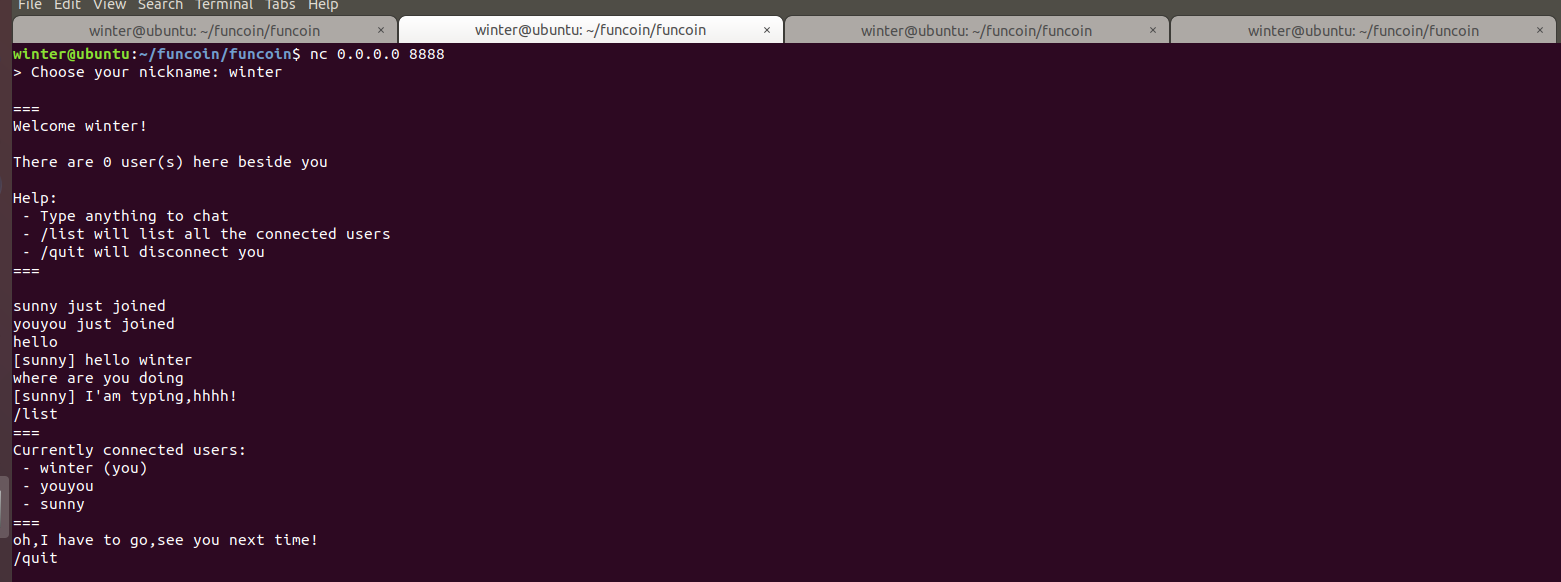 File Edit View Search Terminal Tabs Help
winter@ubuntu: ~/funcoin/funcoin × winter@ubuntu: ~/funcoin/funcoin × winter@ubuntu: ~/funcoin/funcoin × winter@ubuntu: ~/funcoin/funcoin ×
winter@ubuntu:~/funcoin/funcoin$ nc 0.0.0.0 8888
> Choose your nickname: winter
===
Welcome winter!
There are 0 user(s) here beside you
Help:
- Type anything to chat
- /list will list all the connected users
- /quit will disconnect you
===
sunny just joined
youyou just joined
hello
[sunny] hello winter
where are you doing
[sunny] I'am typing,hhhh!
/list
===
Currently connected users:
- winter (you)
- youyou
- sunny
===
oh,I have to go,see you next time!
/quit